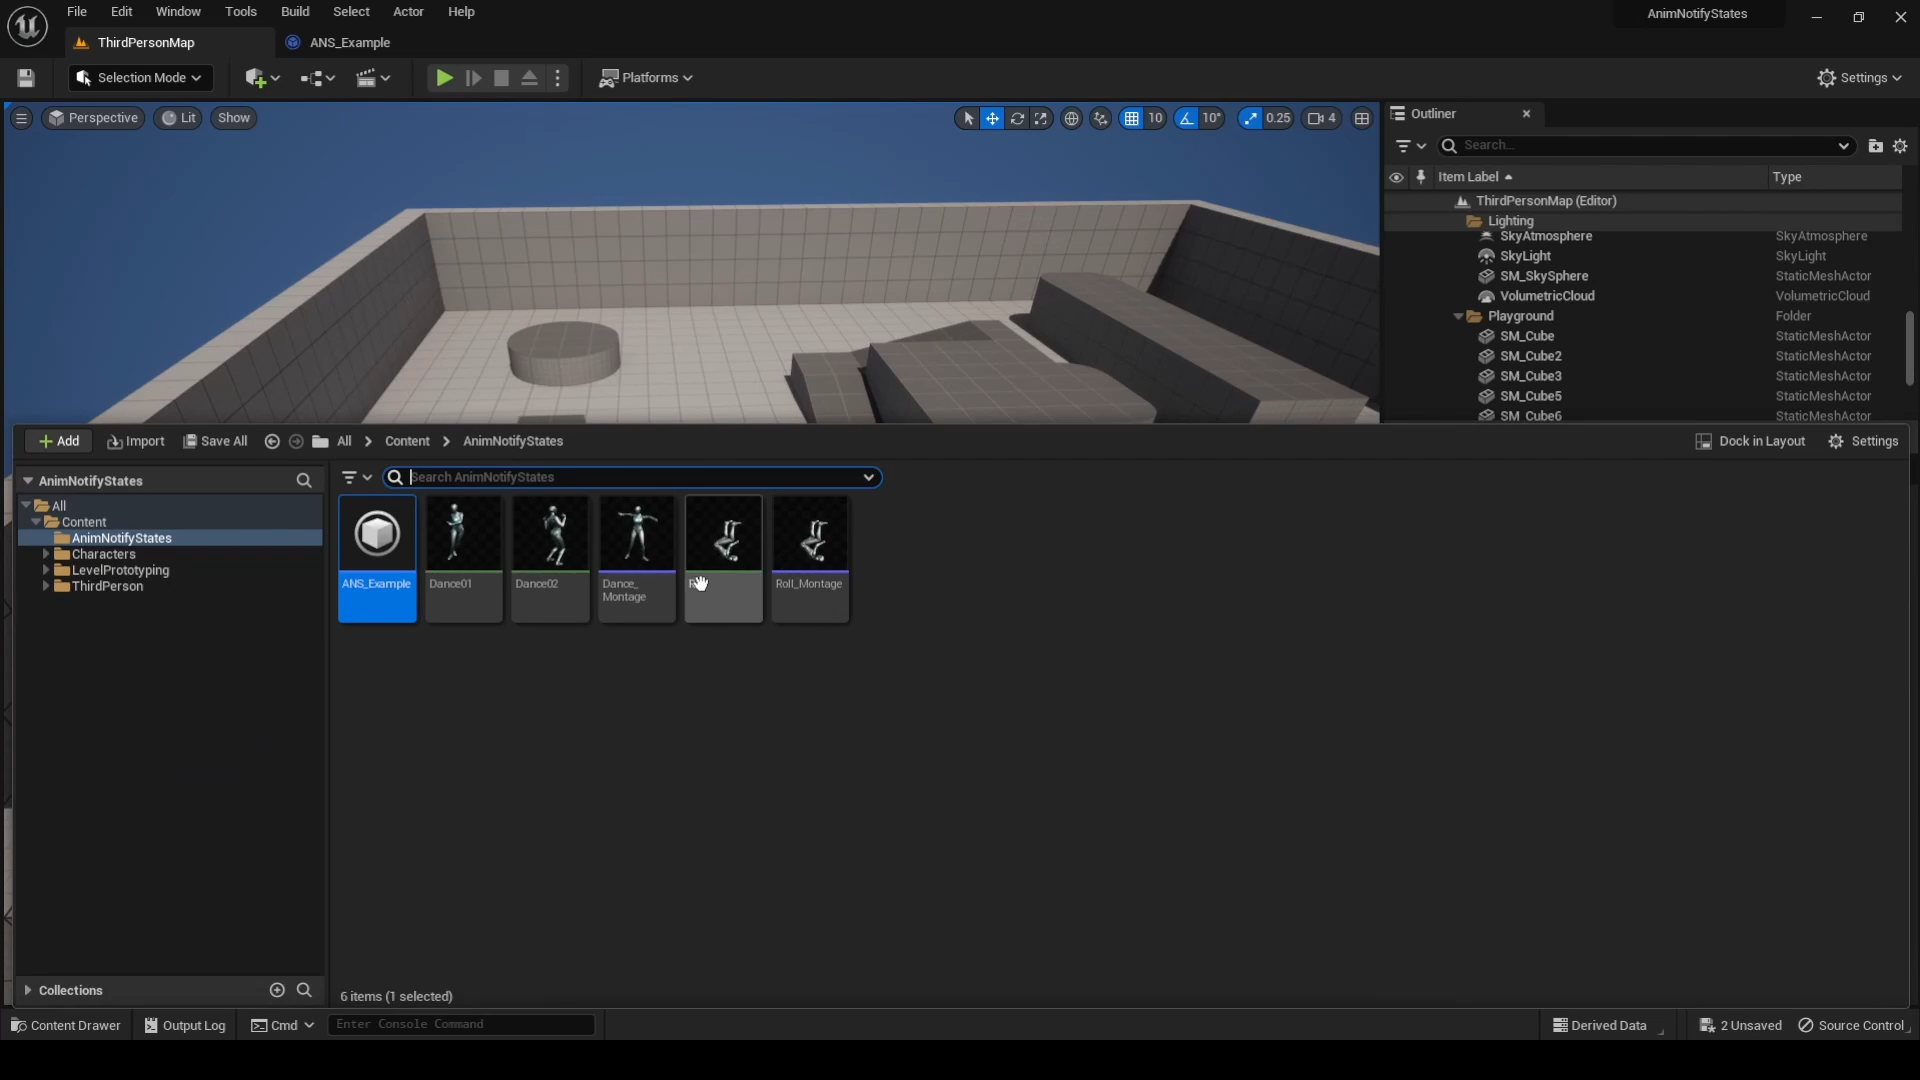 File Edit Window Tools Build Select Actor Help
AnimNotifyStates
ThirdPersonMap
ANS_Example
Selection Mode
Platforms
Settings
Perspective
Lit
Show
10
10°
0.25
4
Outliner
Search...
Item Label
Type
ThirdPersonMap (Editor)
Lighting
SkyAtmosphere SkyAtmosphere
SkyLight SkyLight
SM_SkySphere StaticMeshActor
VolumetricCloud VolumetricCloud
Playground Folder
SM_Cube StaticMeshActor
SM_Cube2 StaticMeshActor
SM_Cube3 StaticMeshActor
SM_Cube5 StaticMeshActor
SM_Cube6 StaticMeshActor
Add Import Save All All Content AnimNotifyStates
Dock in Layout Settings
AnimNotifyStates
Search AnimNotifyStates
All
Content
AnimNotifyStates
Characters
LevelPrototyping
ThirdPerson
ANS_Example
Dance01
Dance02
Dance_
Montage
Roll_Montage
Collections
6 items (1 selected)
Content Drawer Output Log Cmd Enter Console Command
Derived Data 2 Unsaved Source Control